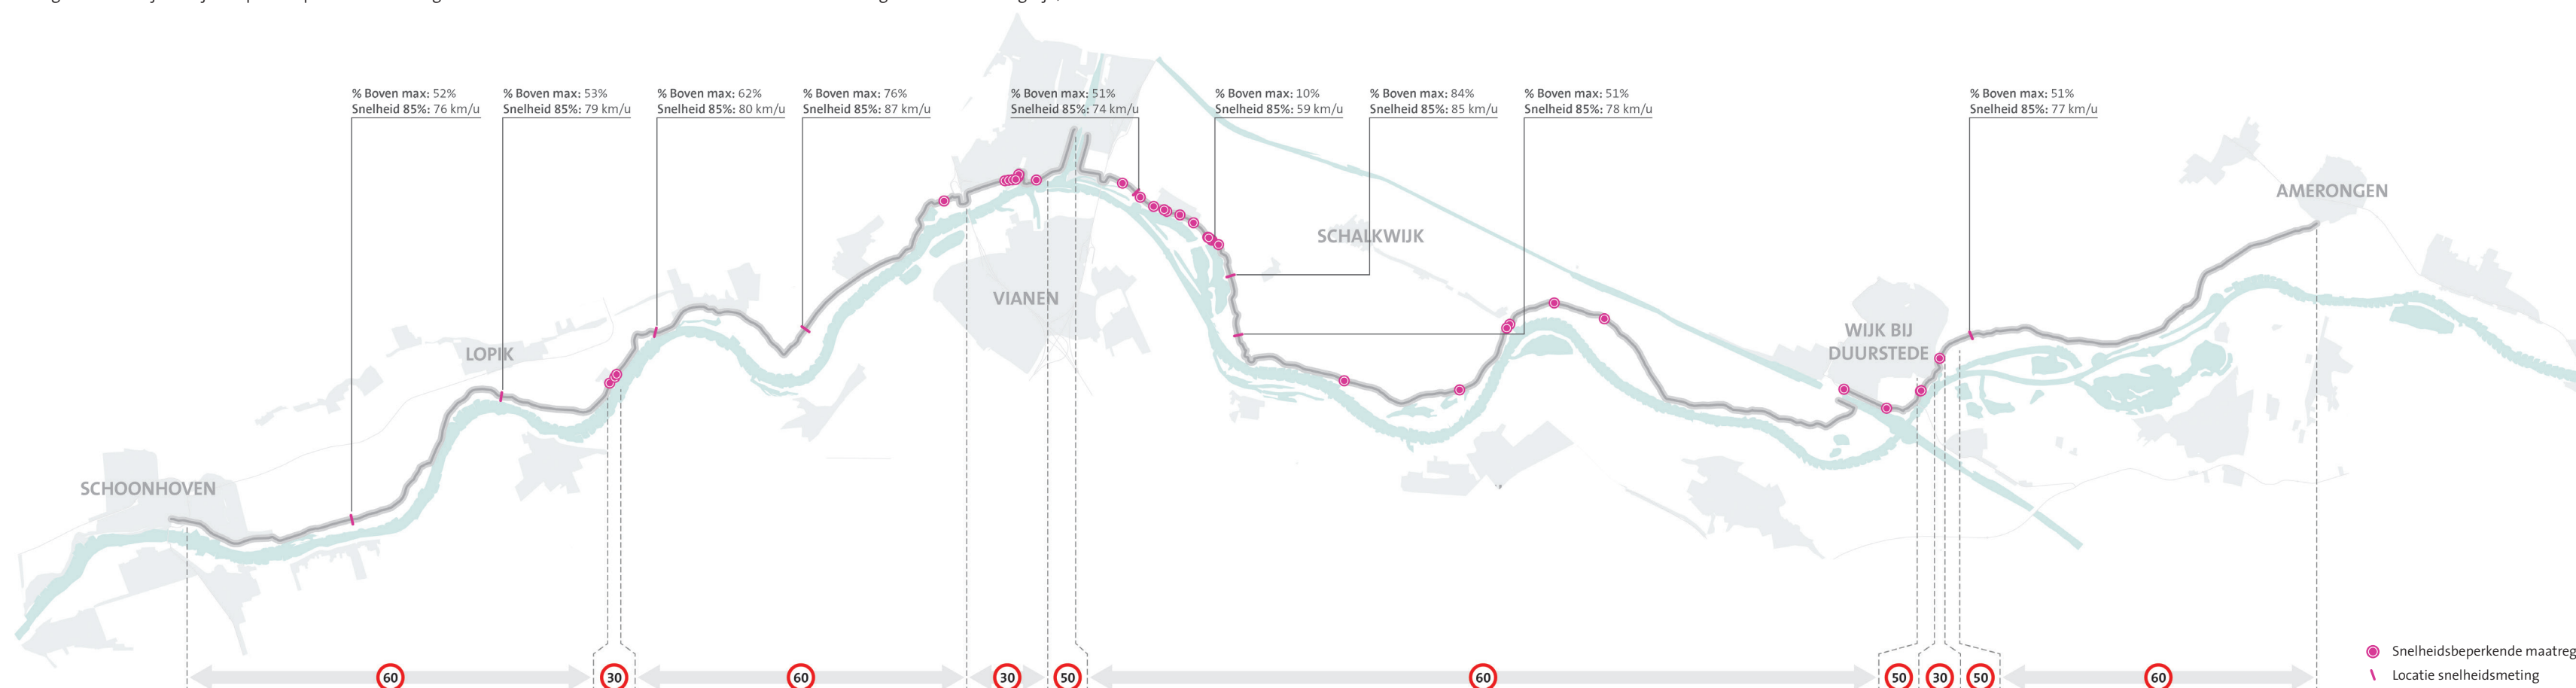 % Boven max: 52%
Snelheid 85%: 76 km/u
% Boven max: 53%
Snelheid 85%: 79 km/u
% Boven max: 62%
Snelheid 85%: 80 km/u
% Boven max: 76%
Snelheid 85%: 87 km/u
% Boven max: 51%
Snelheid 85%: 74 km/u
% Boven max: 10%
Snelheid 85%: 59 km/u
% Boven max: 84%
Snelheid 85%: 85 km/u
% Boven max: 51%
Snelheid 85%: 78 km/u
% Boven max: 51%
Snelheid 85%: 77 km/u
AMERONGEN
SCHALKWIJK
VIANEN
WIJK BIJ
DUURSTEDE
LOPIK
SCHOONHOVEN
Snelheidsbeperkende maatreg
Locatie snelheidsmeting
60
30
60
30
50
60
50
30
50
60